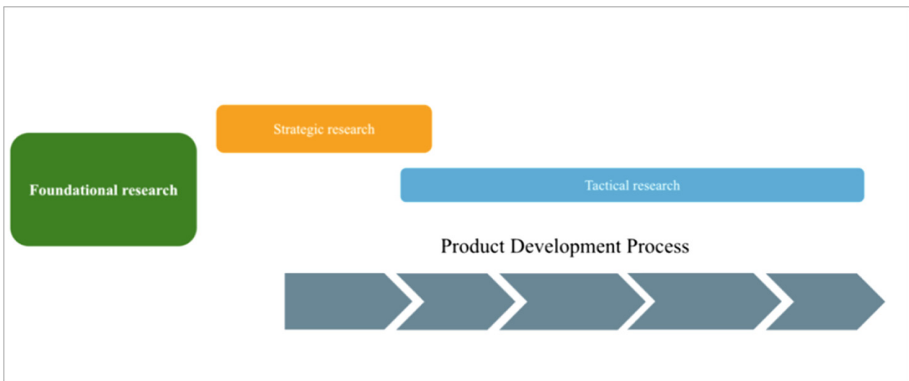 Strategic research
Foundational research
Tactical research
Product Development Process